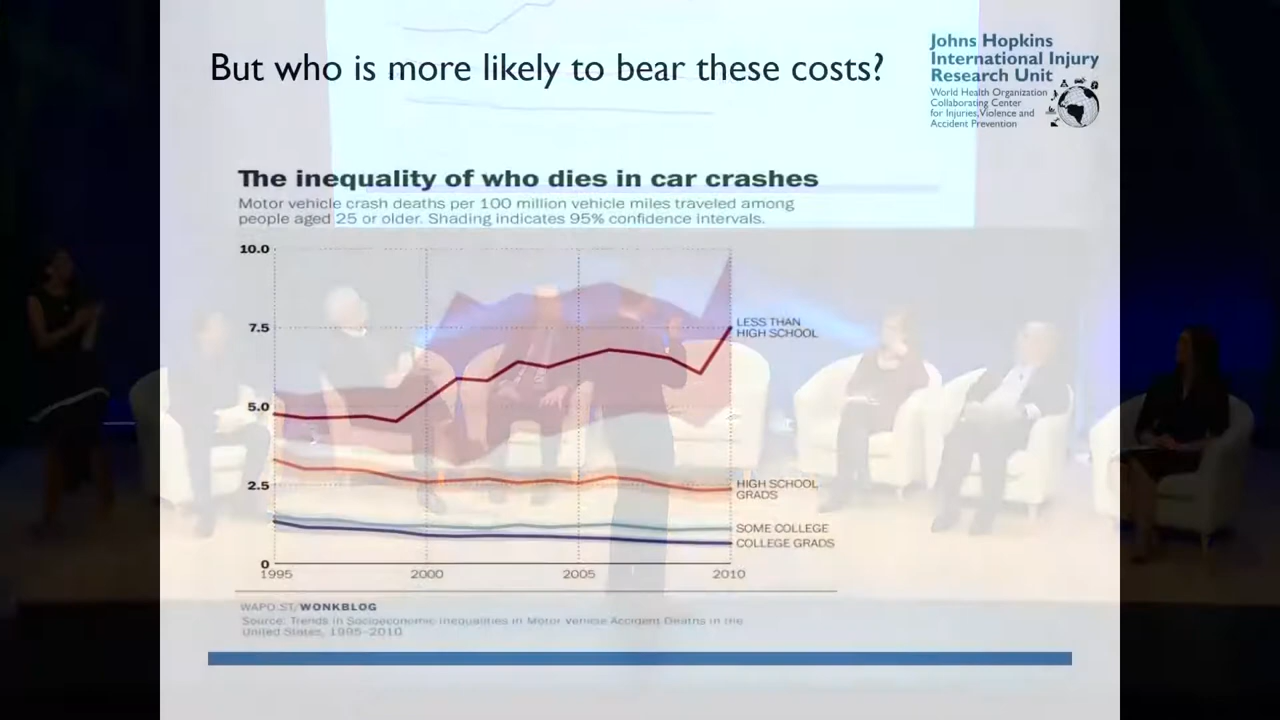 But who is more likely to bear these costs?
Johns Hopkins
International Injury
Research Unit
World Health Organization
Collaborating Center
for Injuries, Violence and
Accident Prevention
The inequality of who dies in car crashes
Motor vehicle crash deaths per 100 million vehicle miles traveled among
people aged 25 or older. Shading indicates 95% confidence intervals.
10.0
7.5
5.0
2.5
0
LESS THAN
HIGH SCHOOL
HIGH SCHOOL
GRADS
SOME COLLEGE
COLLEGE GRADS
1995
2000
2005
2010
WAPO.ST/WONKBLOG
Source: Trends in Socioeconomic Inequalities in Motor Vehicle Accident Deaths in the
United States, 1995–2010